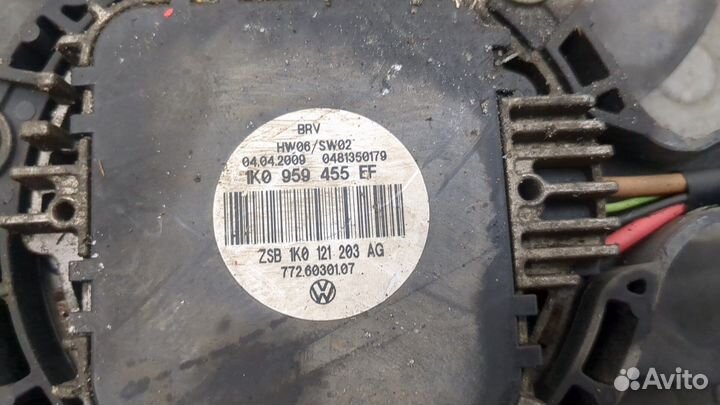 BRV
HW06/SW02
04.04.2009 0481350179
1K0 959 455 EF
ZSB 1K0 121 203 AG
772.60301.07
Avito